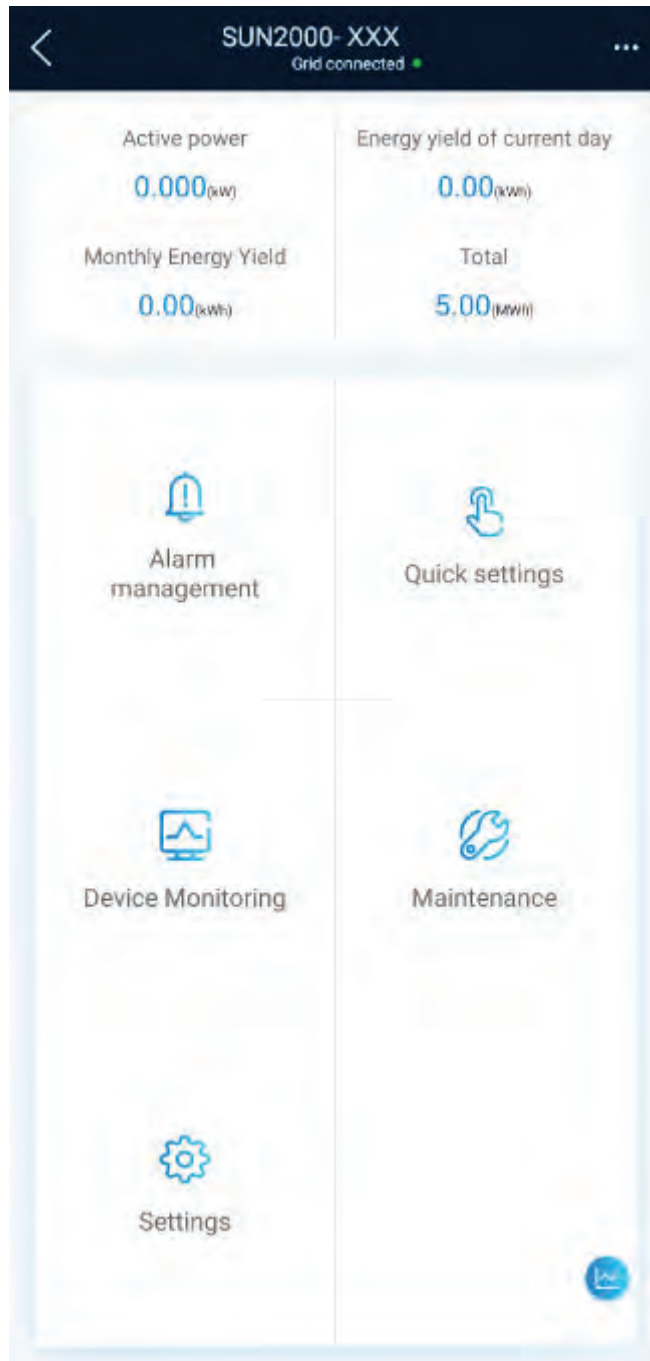 SUN2000- XXX
Grid connected
Active power
Energy yield of current day
0.000(kW)
0.00(kWh)
Monthly Energy Yield
Total
0.00(kWh)
5.00(MWh)
Alarm
management
Quick settings
Device Monitoring
Maintenance
Settings